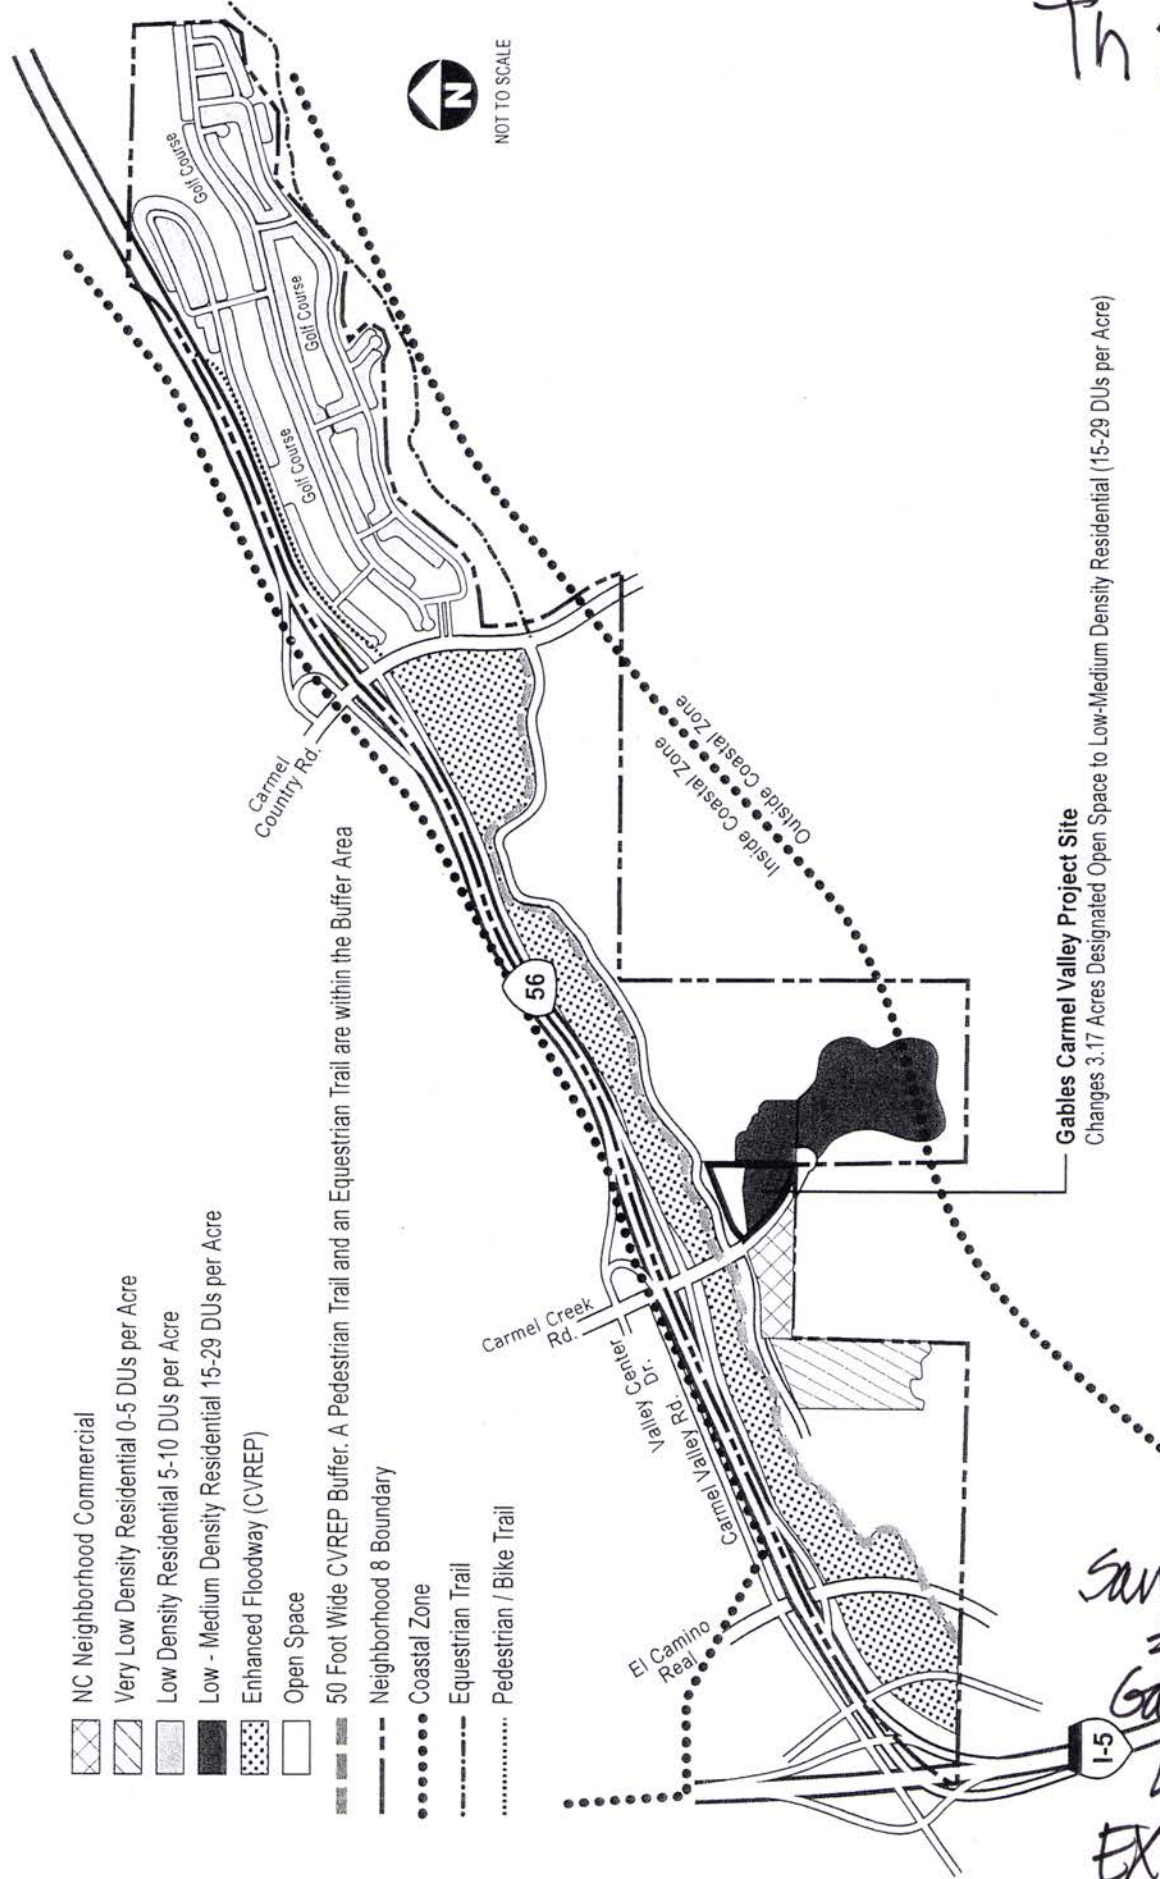 NC Neighborhood Commercial
Very Low Density Residential 0-5 DUs per Acre
Low Density Residential 5-10 DUs per Acre
Low - Medium Density Residential 15-29 DUs per Acre
Enhanced Floodway (CVREP)
Open Space
50 Foot Wide CVREP Buffer. A Pedestrian Trail and an Equestrian Trail are within the Buffer Area
Neighborhood 8 Boundary
Coastal Zone
Equestrian Trail
Pedestrian / Bike Trail
N
NOT TO SCALE
Golf Course
Golf Course
Golf Course
Carmel
Country Rd.
56
Carmel Creek
Rd.
Valley Center
Dr.
Carmel Valley Rd.
El Camino
Real
I-5
Inside Coastal Zone
Outside Coastal Zone
Gables Carmel Valley Project Site
Changes 3.17 Acres Designated Open Space to Low-Medium Density Residential (15-29 DUs per Acre)
Th
San
Ga
EX